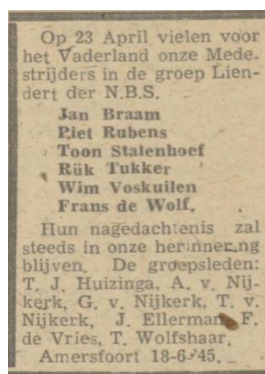 Op 23 April vielen voor
het Vaderland onze Mede-
strijders in de groep Lien-
dert der N.B.S.
Jan Braam
Piet Rubens
Toon Stalenhoef
Rijk Tukker
Wim Voskuilen
Frans de Wolf.
Hun nagedachtenis zal
steeds in onze herinnering
blijven. De groepsleden:
T. J. Huizinga, A. v. Nij-
kerk, G. v. Nijkerk, T. v.
Nijkerk, J. Ellerman, F.
de Vries, T. Wolfshaar.
Amersfoort 18-6-'45.